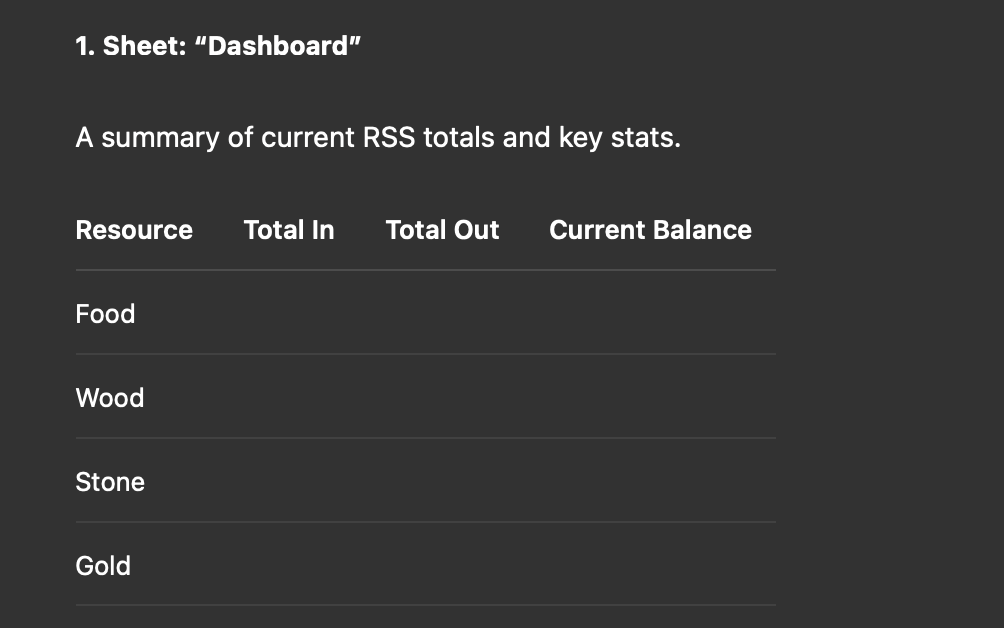 1. Sheet: “Dashboard”
A summary of current RSS totals and key stats.
Resource Total In Total Out Current Balance
Food
Wood
Stone
Gold